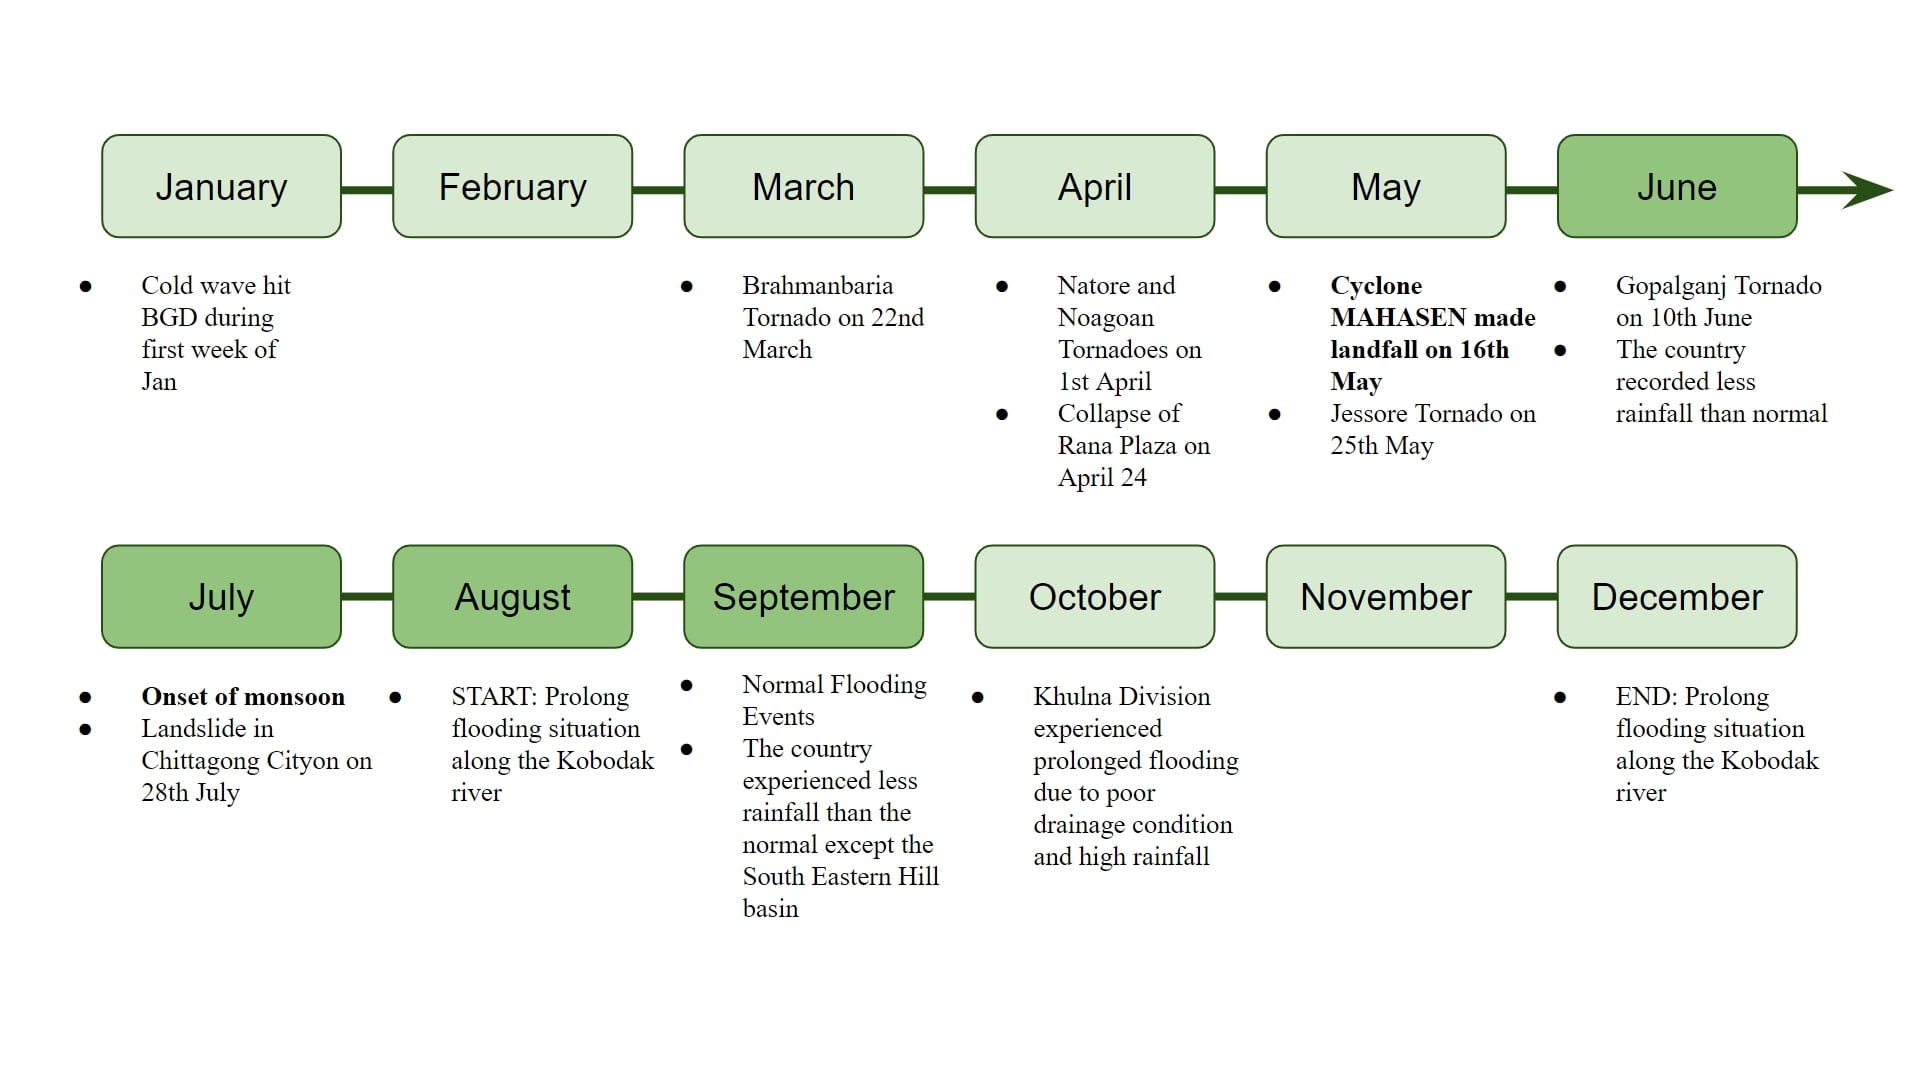 January
February
March
April
May
June
● Cold wave hit
BGD during
first week of
Jan
● Brahmanbaria
Tornado on 22nd
March
● Natore and
Noagoan
Tornadoes on
1st April
● Collapse of
Rana Plaza on
April 24
● Cyclone
MAHASEN made
landfall on 16th
May
● Jessore Tornado on
25th May
● Gopalganj Tornado
on 10th June
● The country
recorded less
rainfall than normal
July
August
September
October
November
December
● Onset of monsoon
● Landslide in
Chittagong Cityon on
28th July
● START: Prolong
flooding situation
along the Kobodak
river
● Normal Flooding
Events
● The country
experienced less
rainfall than the
normal except the
South Eastern Hill
basin
● Khulna Division
experienced
prolonged flooding
due to poor
drainage condition
and high rainfall
● END: Prolong
flooding situation
along the Kobodak
river